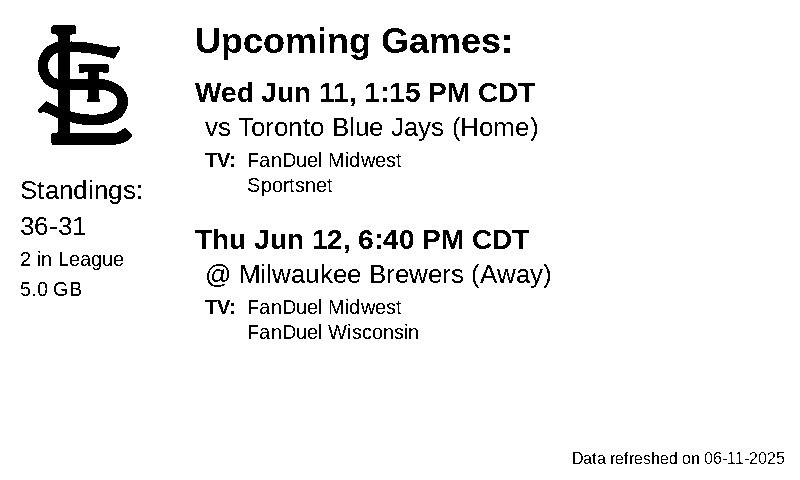 STL
Standings:
36-31
2 in League
5.0 GB
Upcoming Games:
Wed Jun 11, 1:15 PM CDT
vs Toronto Blue Jays (Home)
TV: FanDuel Midwest
Sportsnet
Thu Jun 12, 6:40 PM CDT
@ Milwaukee Brewers (Away)
TV: FanDuel Midwest
FanDuel Wisconsin
Data refreshed on 06-11-2025